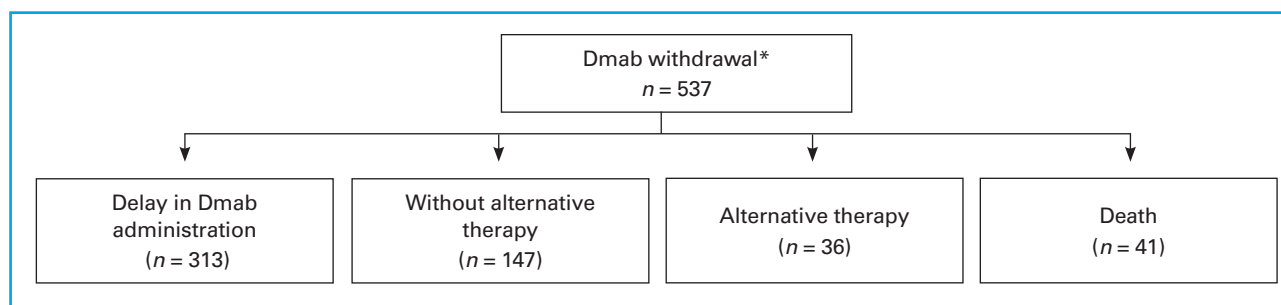 Dmab withdrawal*
n = 537
Delay in Dmab
administration
(n = 313)
Without alternative
therapy
(n = 147)
Alternative therapy
(n = 36)
Death
(n = 41)